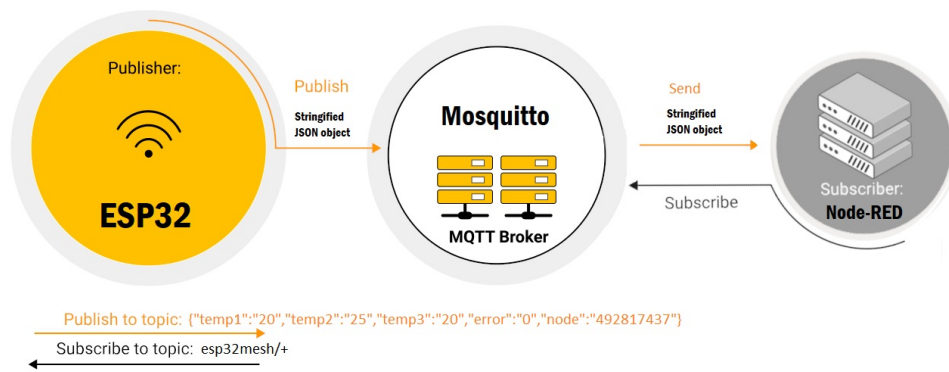 Publisher:
ESP32
Publish
Stringified
JSON object
Mosquitto
MQTT Broker
Send
Stringified
JSON object
Subscribe
Subscriber:
Node-RED
Publish to topic: {"temp1":"20","temp2":"25","temp3":"20","error":"0","node":"492817437"}
Subscribe to topic: esp32mesh/+